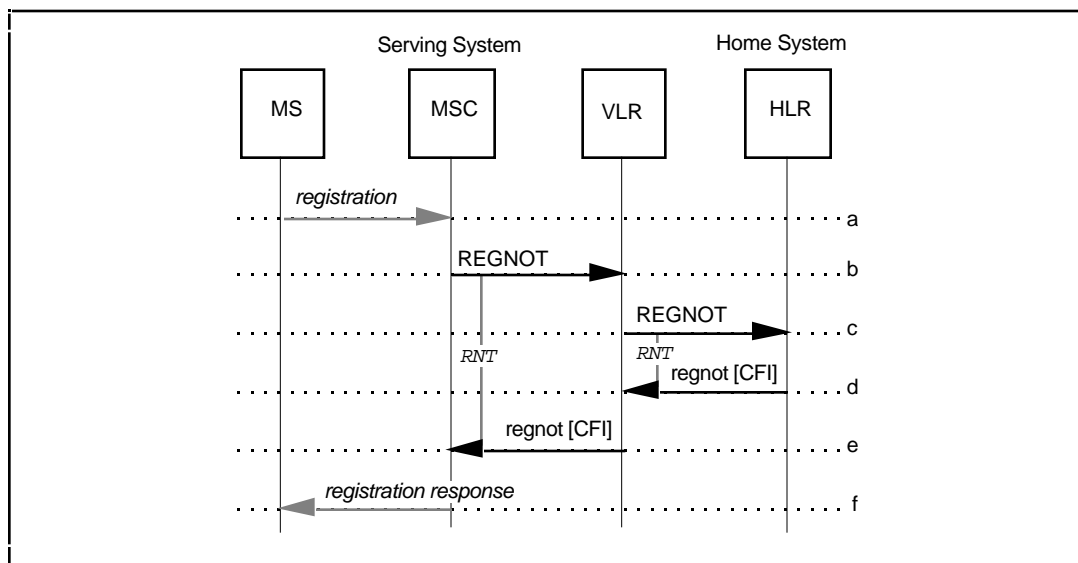 Serving System
Home System
MS
MSC
VLR
HLR
registration
a
REGNOT
b
REGNOT
c
RNT
RNT
regnot [CFI]
d
regnot [CFI]
e
registration response
f